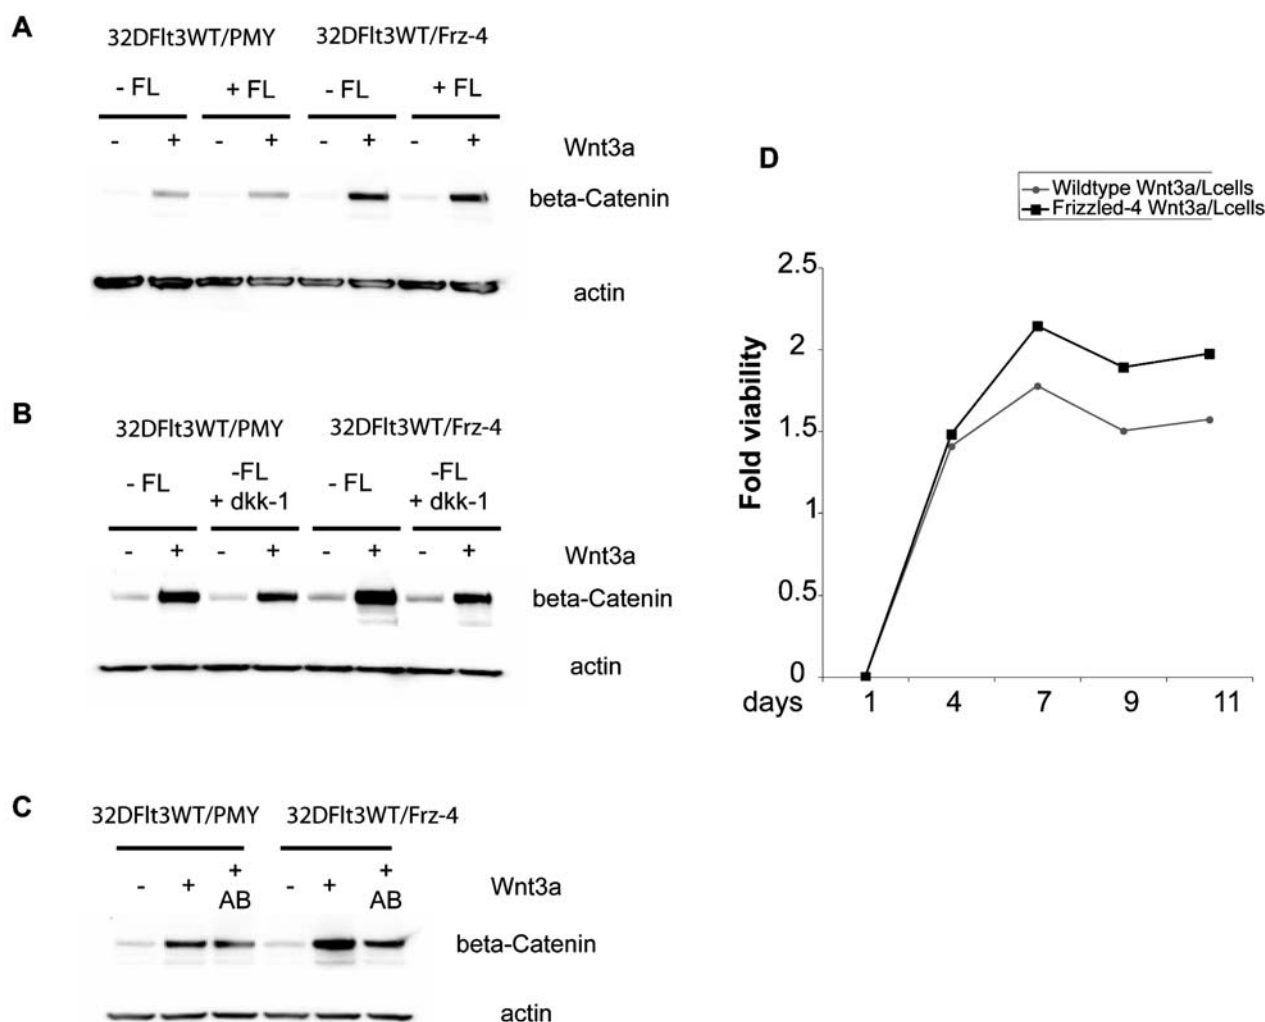 A
32DFlt3WT/PMY 32DFlt3WT/Frz-4
- FL + FL - FL + FL
- + - + - + - +
Wnt3a
beta-Catenin
actin
B
32DFlt3WT/PMY 32DFlt3WT/Frz-4
- FL -FL + dkk-1 - FL -FL + dkk-1
- + - + - + - +
Wnt3a
beta-Catenin
actin
C
32DFlt3WT/PMY 32DFlt3WT/Frz-4
- + + AB - + + AB
Wnt3a
beta-Catenin
actin
D
Wildtype Wnt3a/Lcells
Frizzled-4 Wnt3a/Lcells
Fold viability
2.5
2
1.5
1
0.5
0
days 1 4 7 9 11